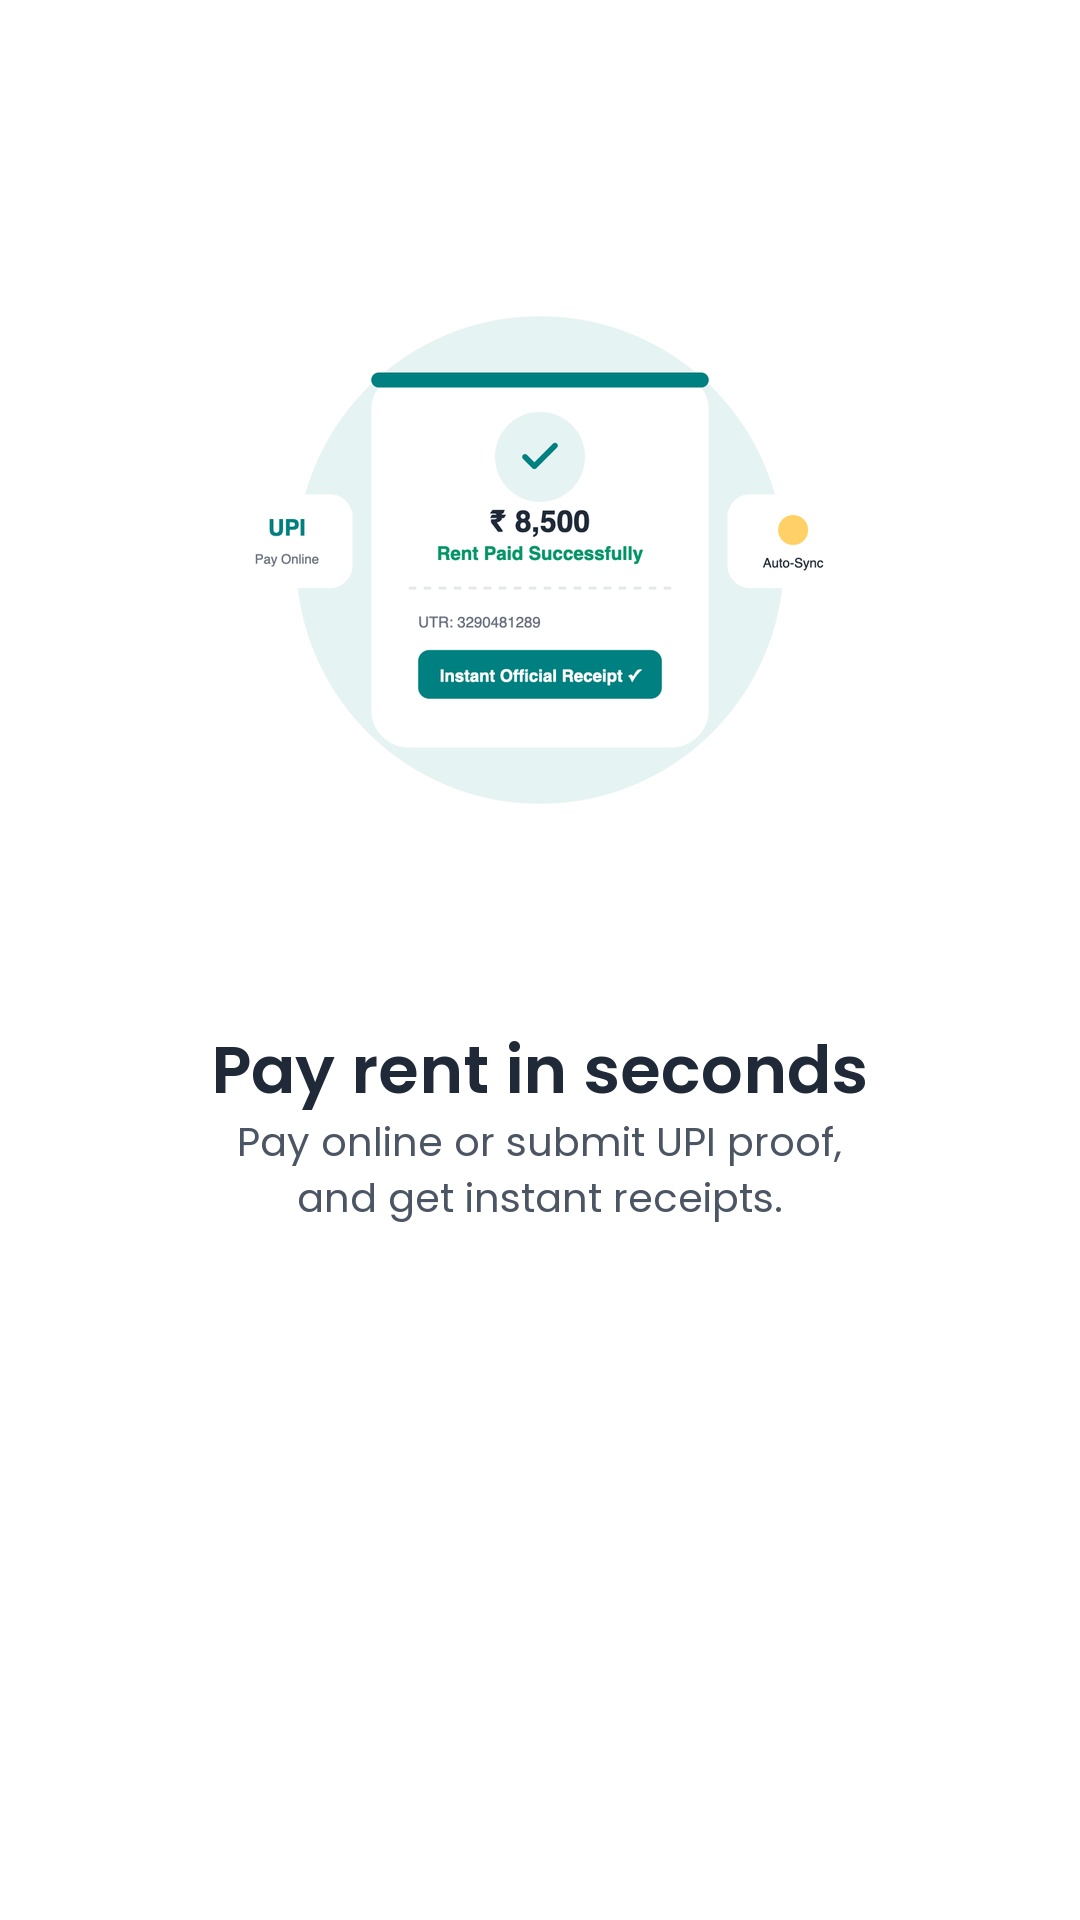 ₹ 8,500
Rent Paid Successfully
UPI
Pay Online
Auto-Sync
UTR: 3290481289
Instant Official Receipt ✓
Pay rent in seconds
Pay online or submit UPI proof,
and get instant receipts.